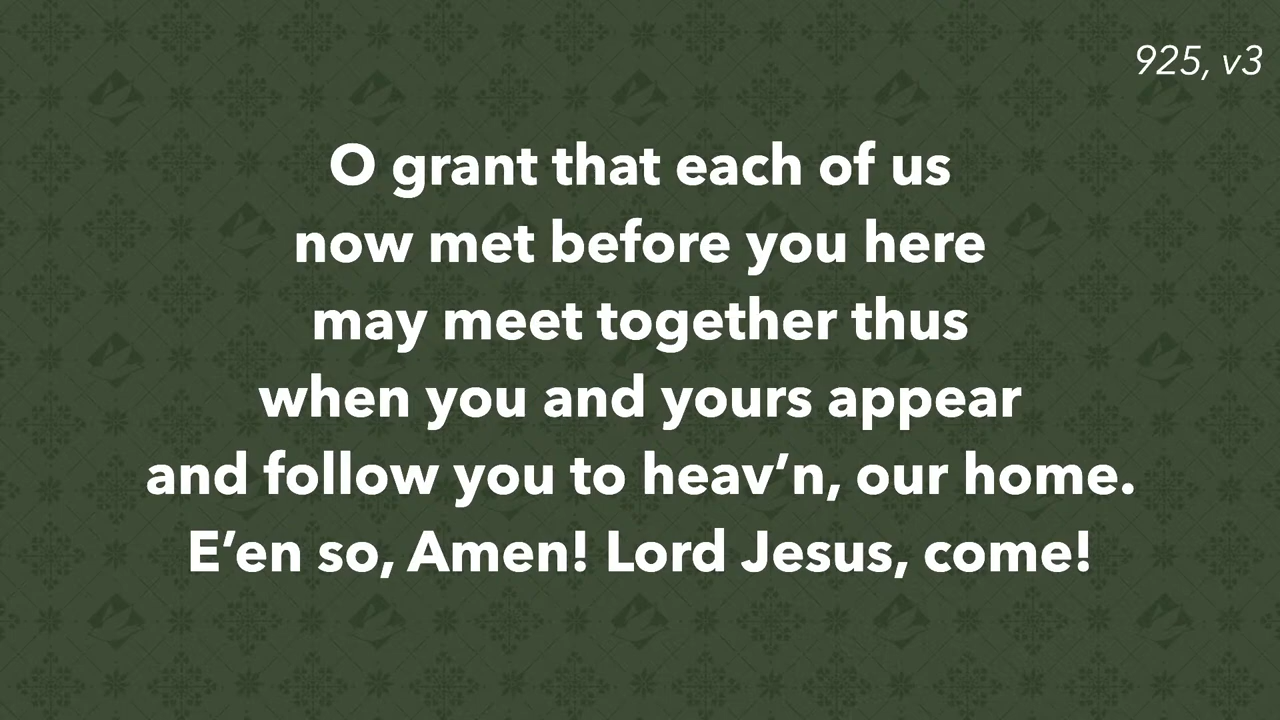 925, v3
O grant that each of us
now met before you here
may meet together thus
when you and yours appear
and follow you to heav’n, our home.
E’en so, Amen! Lord Jesus, come!